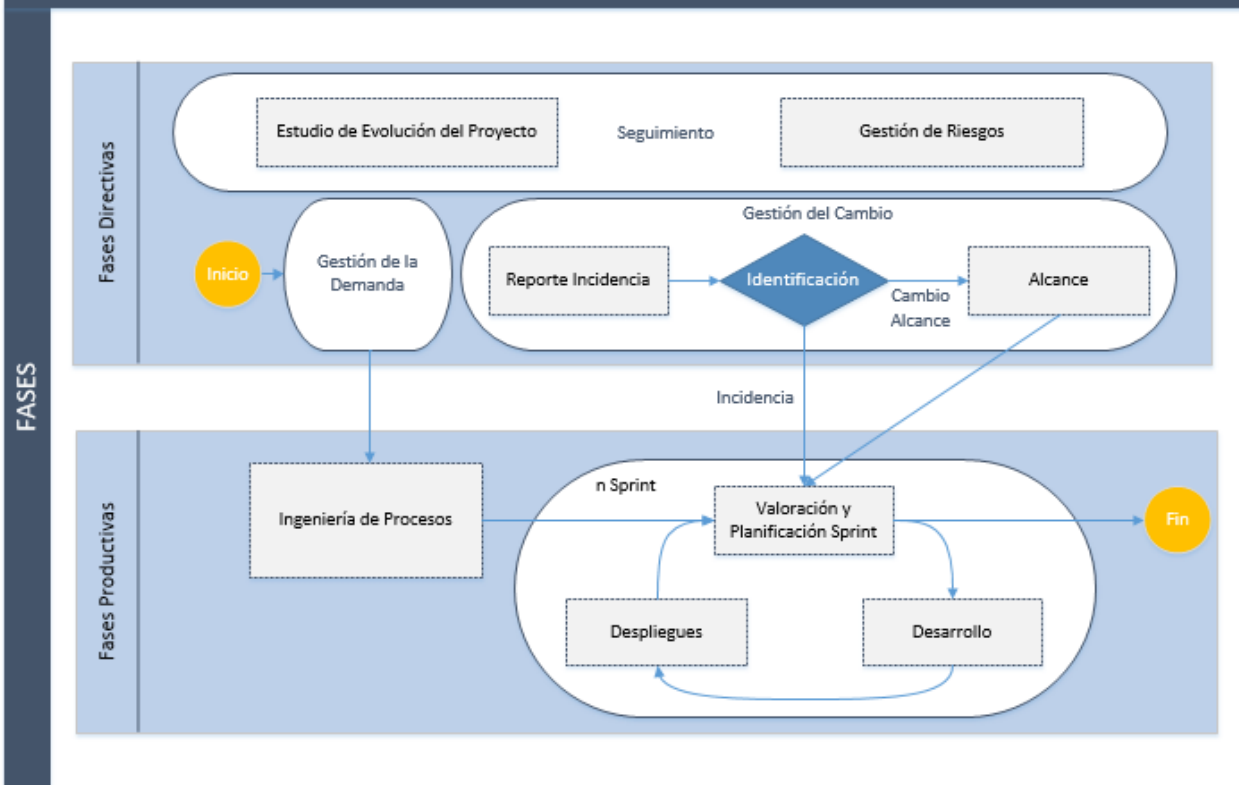 FASES
Fases Directivas
Estudio de Evolución del Proyecto
Seguimiento
Gestión de Riesgos
Inicio
Gestión de la
Demanda
Gestión del Cambio
Reporte Incidencia
Identificación
Cambio
Alcance
Alcance
Incidencia
Fases Productivas
Ingeniería de Procesos
n Sprint
Valoración y
Planificación Sprint
Fin
Despliegues
Desarrollo